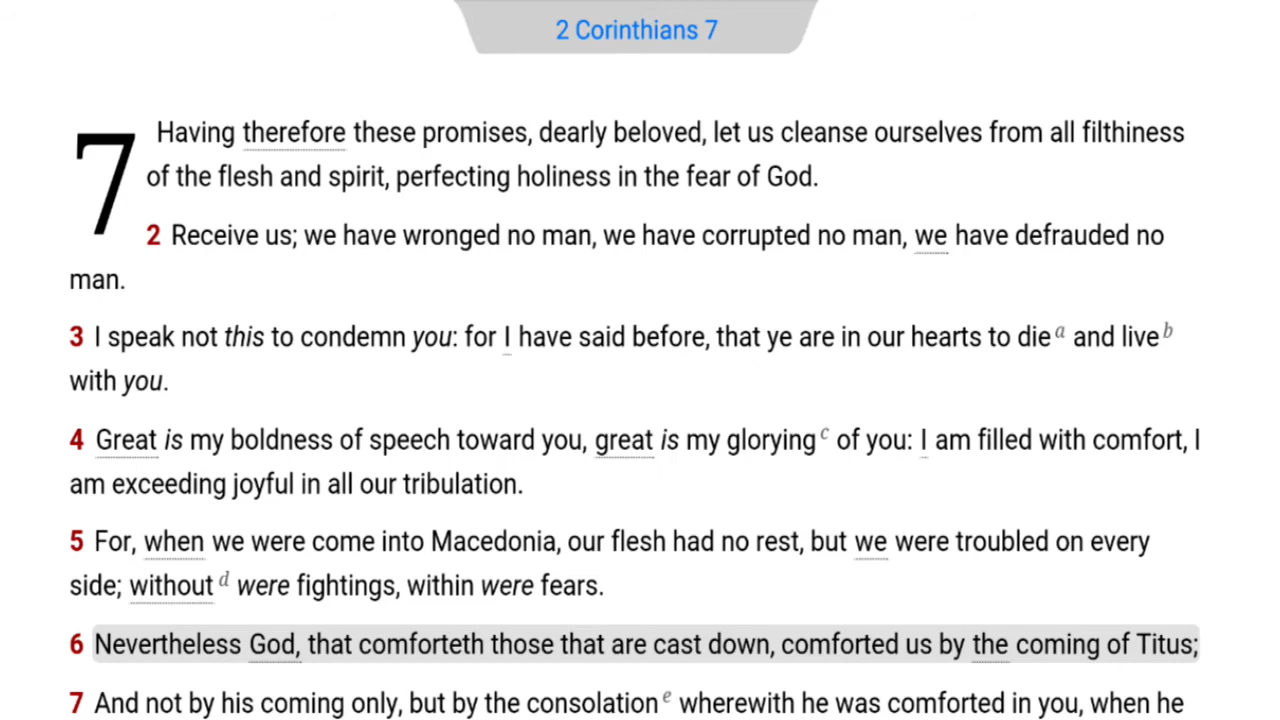 2 Corinthians 7
7 Having therefore these promises, dearly beloved, let us cleanse ourselves from all filthiness
of the flesh and spirit, perfecting holiness in the fear of God.
2 Receive us; we have wronged no man, we have corrupted no man, we have defrauded no
man.
3 I speak not this to condemn you: for I have said before, that ye are in our hearts to die a and live b
with you.
4 Great is my boldness of speech toward you, great is my glorying c of you: I am filled with comfort, I
am exceeding joyful in all our tribulation.
5 For, when we were come into Macedonia, our flesh had no rest, but we were troubled on every
side; without d were fightings, within were fears.
6 Nevertheless God, that comforteth those that are cast down, comforted us by the coming of Titus;
7 And not by his coming only, but by the consolation e wherewith he was comforted in you, when he